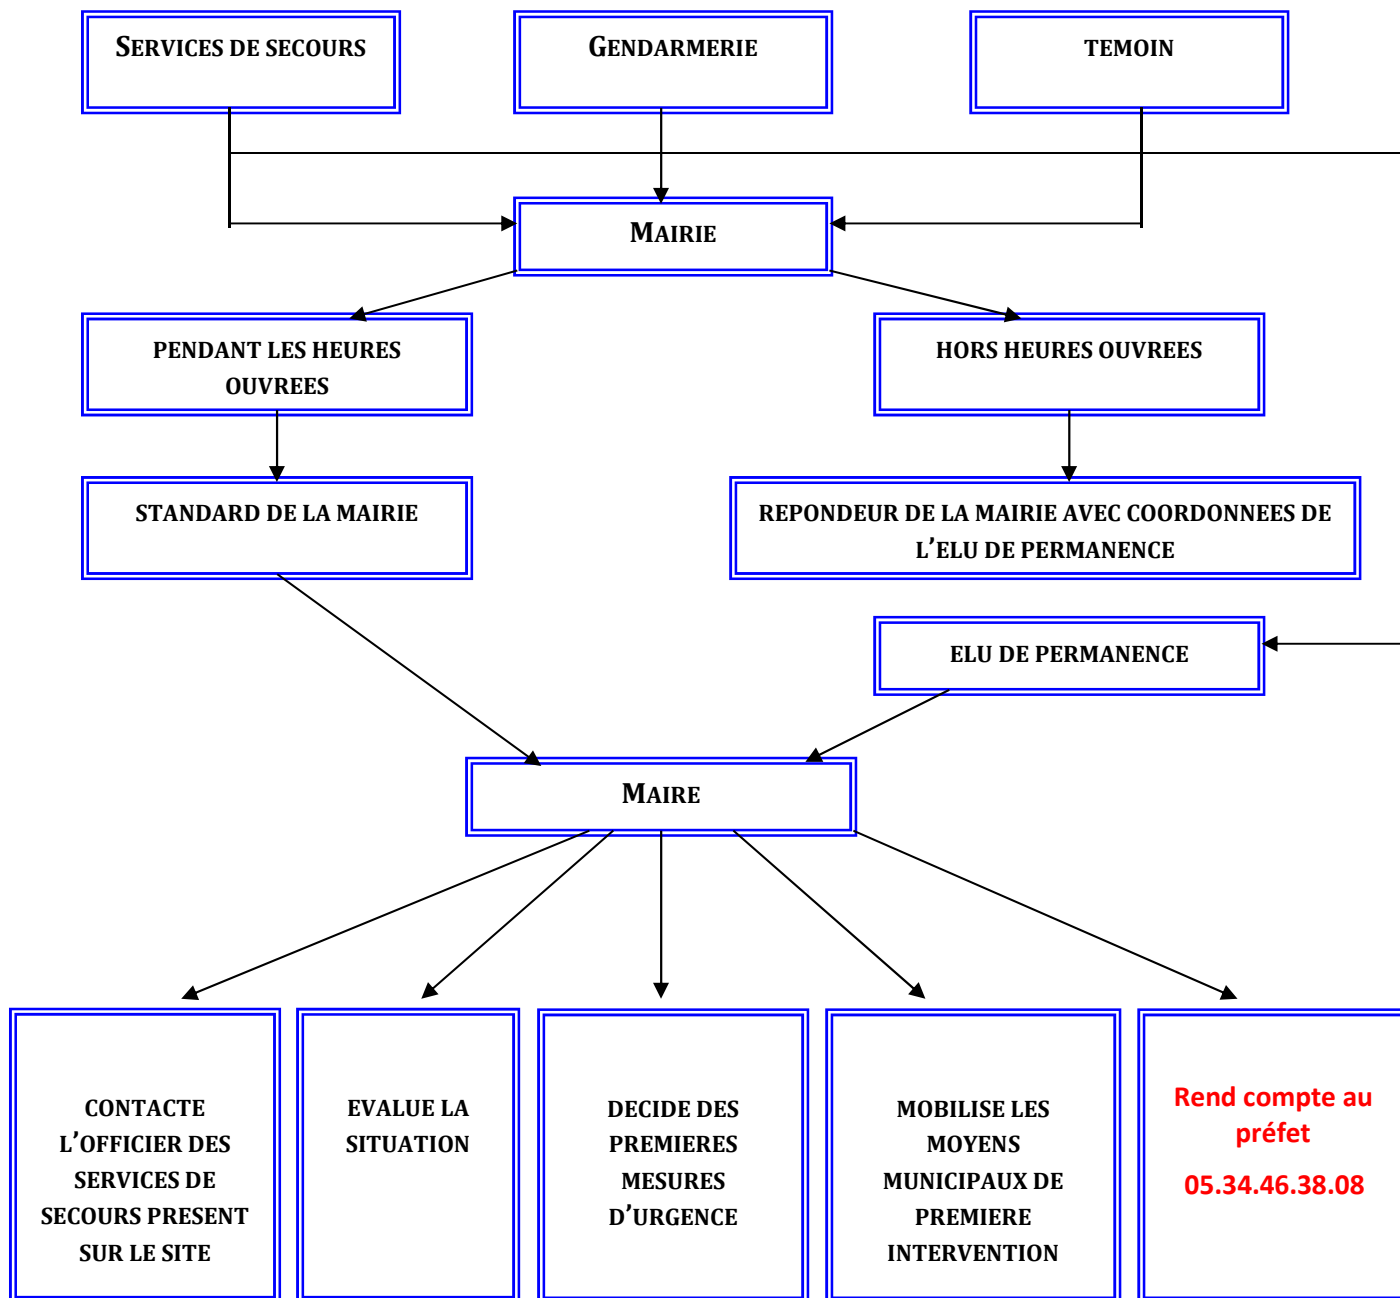 SERVICES DE SECOURS
GENDARMERIE
TEMOIN
MAIRIE
PENDANT LES HEURES
OUVREES
HORS HEURES OUVREES
STANDARD DE LA MAIRIE
REPONDEUR DE LA MAIRIE AVEC COORDONNEES DE
L’ELU DE PERMANENCE
ELU DE PERMANENCE
MAIRE
CONTACTE
L’OFFICIER DES
SERVICES DE
SECOURS PRESENT
SUR LE SITE
EVALUE LA
SITUATION
DECIDE DES
PREMIERES
MESURES
D’URGENCE
MOBILISE LES
MOYENS
MUNICIPAUX DE
PREMIERE
INTERVENTION
Rend compte au
préfet
05.34.46.38.08